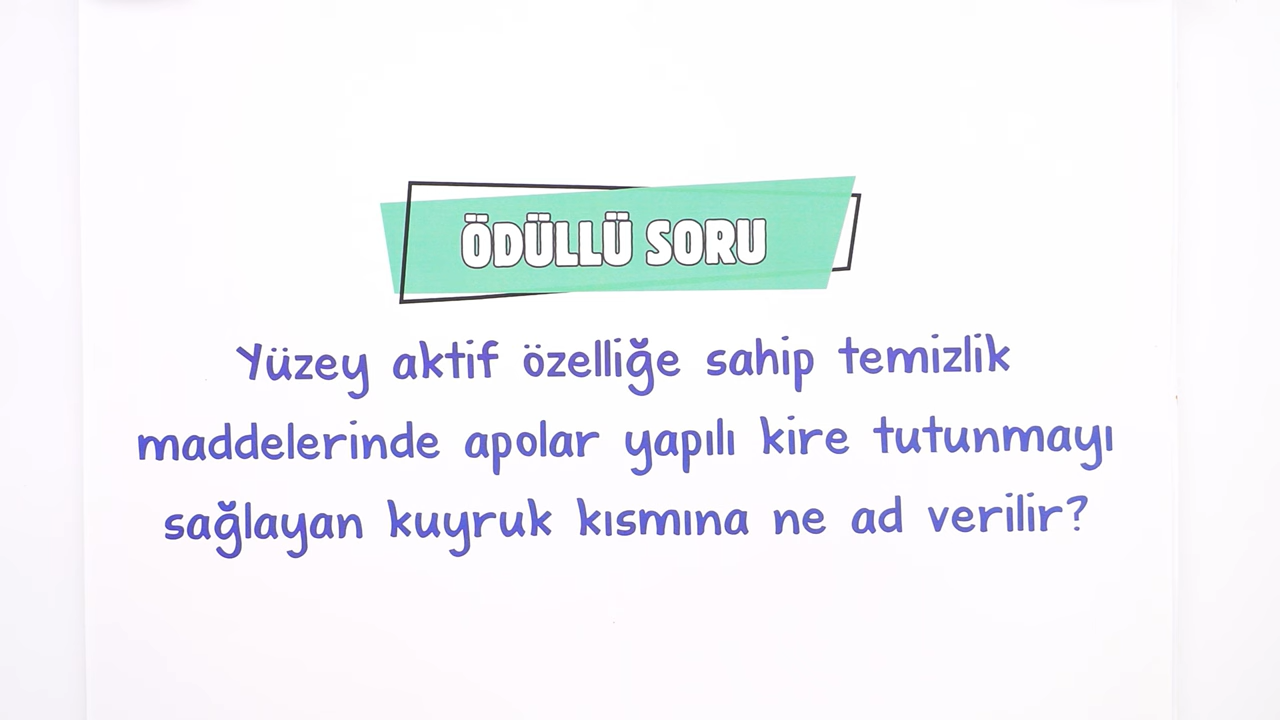 ÖDÜLLÜ SORU
Yüzey aktif özelliğe sahip temizlik
maddelerinde apolar yapılı kire tutunmayı
sağlayan kuyruk kısmına ne ad verilir?